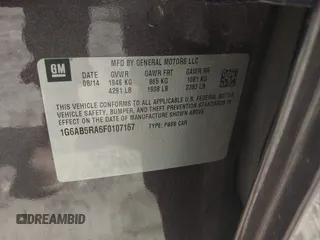 GM
MFD BY GENERAL MOTORS LLC
DATE GVWR GAWR FRT GAWR RR
08/14 1946 KG 865 KG 1081 KG
4291 LB 1908 LB 2383 LB
THIS VEHICLE CONFORMS TO ALL APPLICABLE U.S. FEDERAL MOTOR
VEHICLE SAFETY, BUMPER, AND THEFT PREVENTION STANDARDS IN
EFFECT ON THE DATE OF MANUFACTURE SHOWN ABOVE.
1G6AB5RA6F0107167 TYPE: PASS CAR
DREAMBID